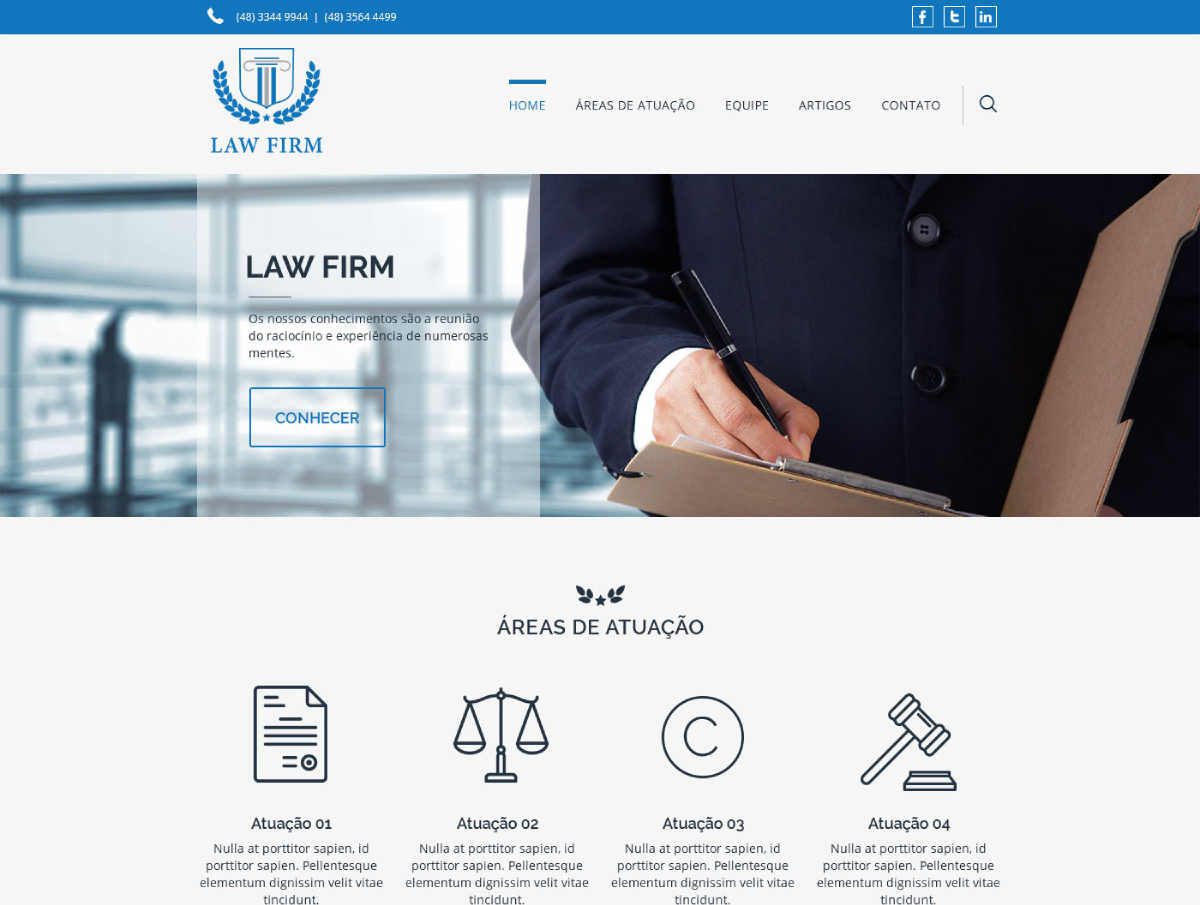 (48) 3344 9944 | (48) 3564 4499
LAW FIRM
HOME
ÁREAS DE ATUAÇÃO
EQUIPE
ARTIGOS
CONTATO
LAW FIRM
Os nossos conhecimentos são a reunião
do raciocínio e experiência de numerosas
mentes.
CONHECER
ÁREAS DE ATUAÇÃO
Atuação 01
Nulla at porttitor sapien, id
porttitor sapien. Pellentesque
elementum dignissim velit vitae
tincidunt.
Atuação 02
Nulla at porttitor sapien, id
porttitor sapien. Pellentesque
elementum dignissim velit vitae
tincidunt.
C
Atuação 03
Nulla at porttitor sapien, id
porttitor sapien. Pellentesque
elementum dignissim velit vitae
tincidunt.
Atuação 04
Nulla at porttitor sapien, id
porttitor sapien. Pellentesque
elementum dignissim velit vitae
tincidunt.